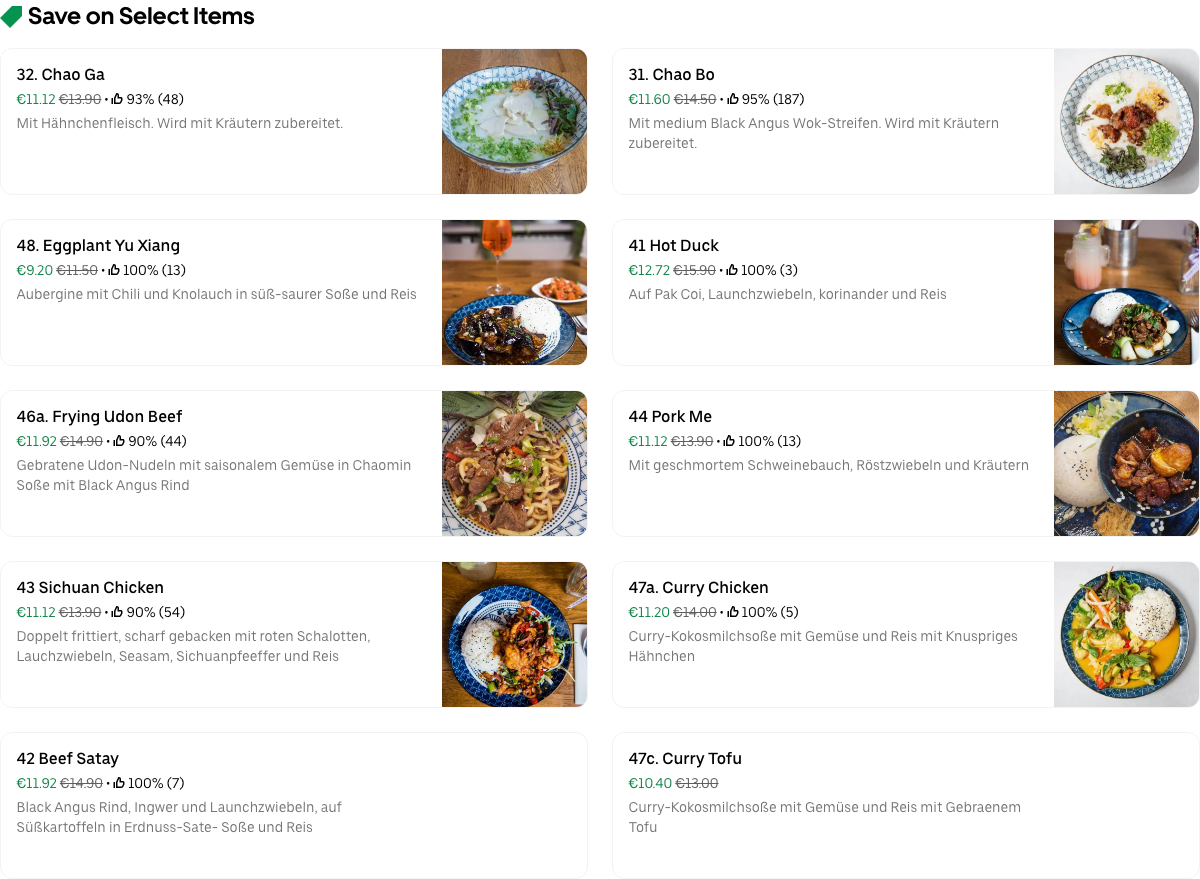 Save on Select Items
32. Chao Ga
€11.12 €13.90 • 93% (48)
Mit Hähnchenfleisch. Wird mit Kräutern zubereitet.
31. Chao Bo
€11.60 €14.50 • 95% (187)
Mit medium Black Angus Wok-Streifen. Wird mit Kräutern
zubereitet.
48. Eggplant Yu Xiang
€9.20 €11.50 • 100% (13)
Aubergine mit Chili und Knolauch in süß-saurer Soße und Reis
41 Hot Duck
€12.72 €15.90 • 100% (3)
Auf Pak Coi, Launchzwiebeln, korinander und Reis
46a. Frying Udon Beef
€11.92 €14.90 • 90% (44)
Gebratene Udon-Nudeln mit saisonalem Gemüse in Chaomin
Soße mit Black Angus Rind
44 Pork Me
€11.12 €13.90 • 100% (13)
Mit geschmortem Schweinebauch, Röstzwiebeln und Kräutern
43 Sichuan Chicken
€11.12 €13.90 • 90% (54)
Doppelt frittiert, scharf gebacken mit roten Schalotten,
Lauchzwiebeln, Seasam, Sichuanpfeeffer und Reis
47a. Curry Chicken
€11.20 €14.00 • 100% (5)
Curry-Kokosmilchsoße mit Gemüse und Reis mit Knuspriges
Hähnchen
42 Beef Satay
€11.92 €14.90 • 100% (7)
Black Angus Rind, Ingwer und Launchzwiebeln, auf
Süßkartoffeln in Erdnuss-Sate- Soße und Reis
47c. Curry Tofu
€10.40 €13.00
Curry-Kokosmilchsoße mit Gemüse und Reis mit Gebraenem
Tofu